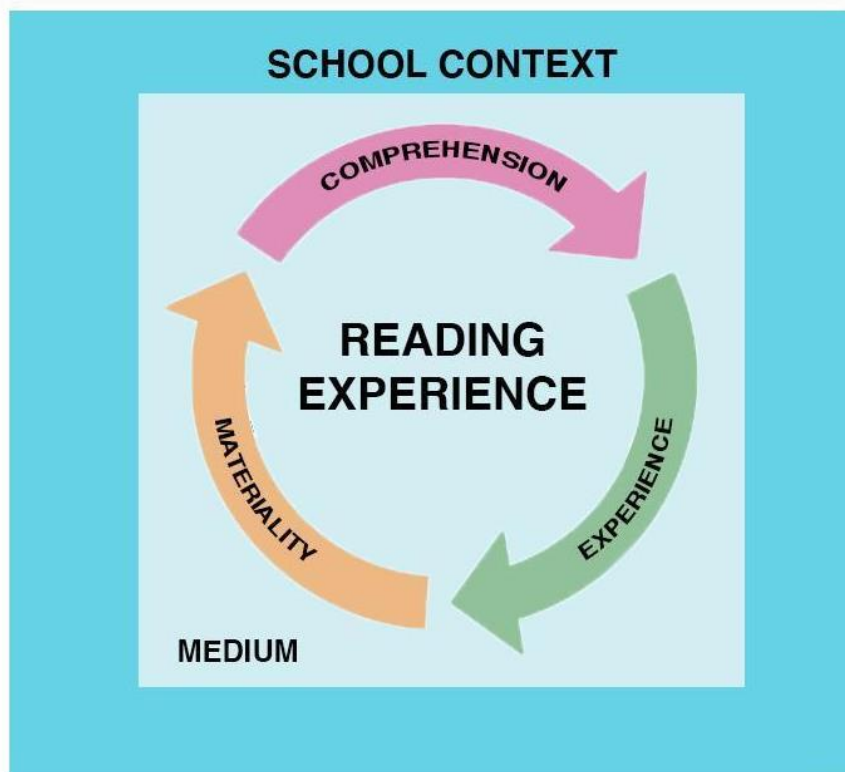 SCHOOL CONTEXT
COMPREHENSION
READING
EXPERIENCE
EXPERIENCE
MATERIALITY
MEDIUM